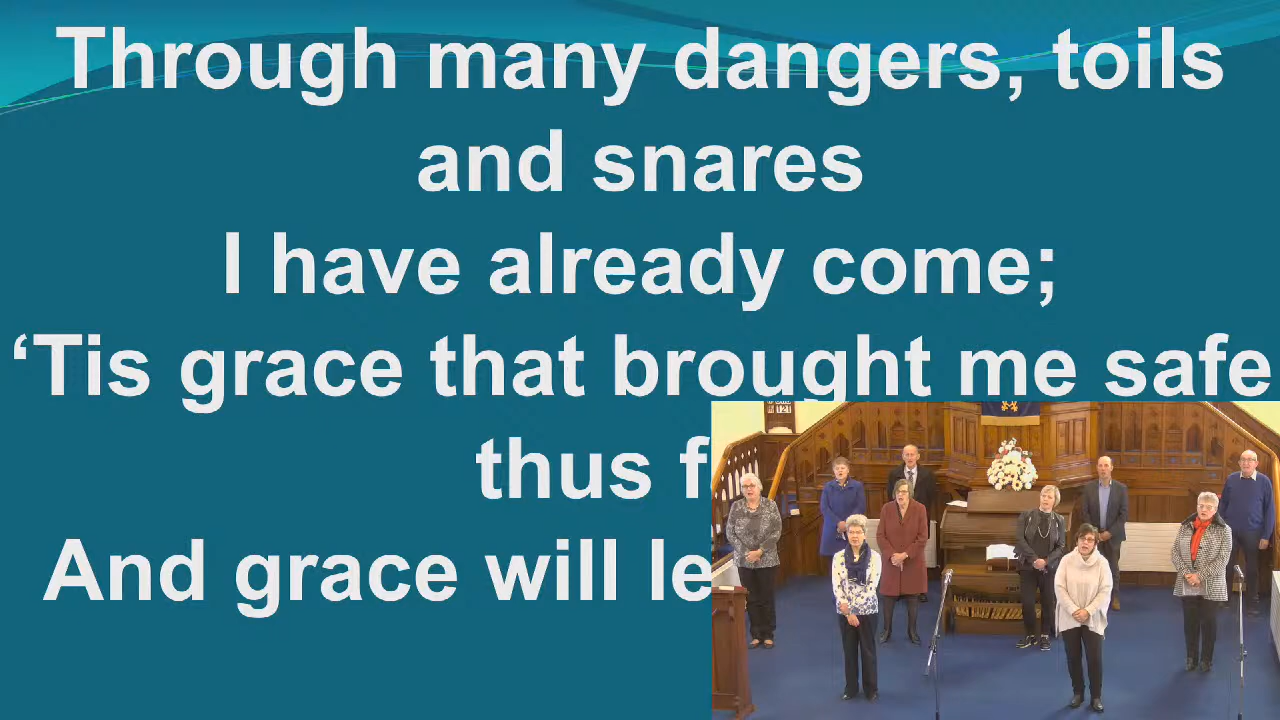 Through many dangers, toils
and snares
I have already come;
‘Tis grace that brought me safe
thus
And grace will